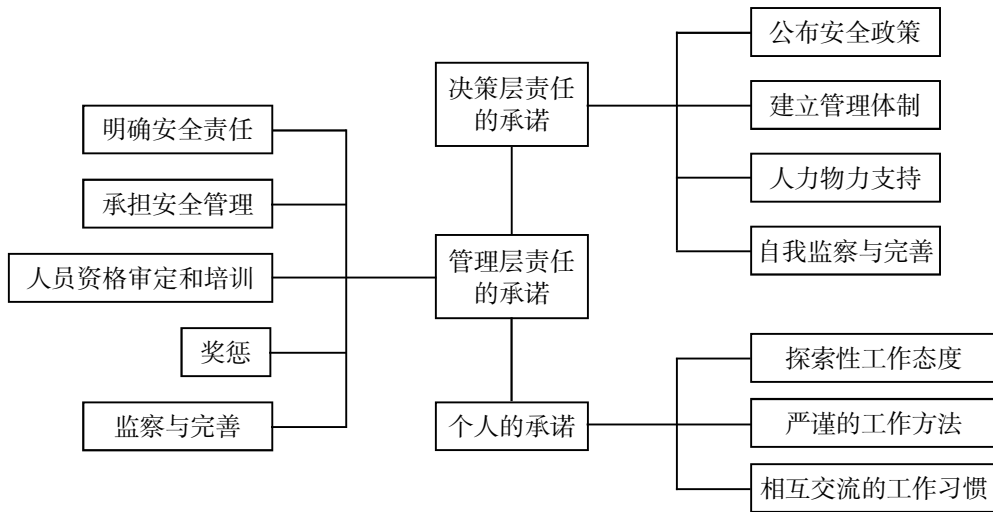 决策层责任
的承诺
公布安全政策
建立管理体制
人力物力支持
自我监察与完善
明确安全责任
承担安全管理
人员资格审定和培训
奖惩
监察与完善
管理层责任
的承诺
个人的承诺
探索性工作态度
严谨的工作方法
相互交流的工作习惯